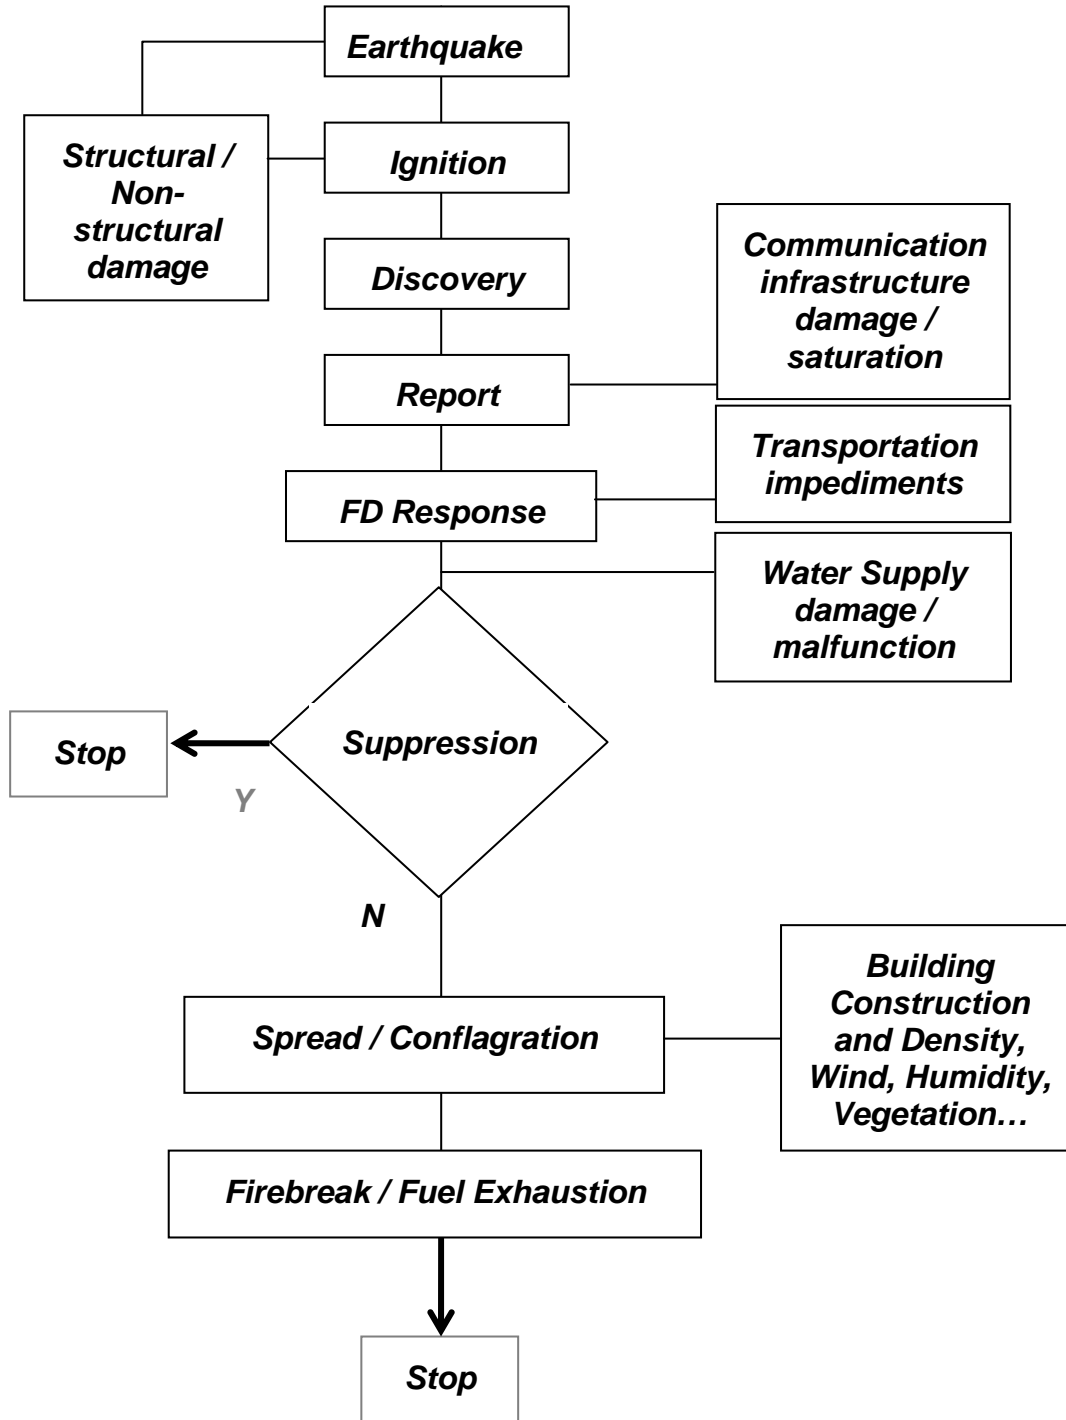 Earthquake
Structural /
Non-
structural
damage
Ignition
Discovery
Communication
infrastructure
damage /
saturation
Report
Transportation
impediments
FD Response
Water Supply
damage /
malfunction
Suppression
Stop
Y
N
Building
Construction
and Density,
Wind, Humidity,
Vegetation…
Spread / Conflagration
Firebreak / Fuel Exhaustion
Stop